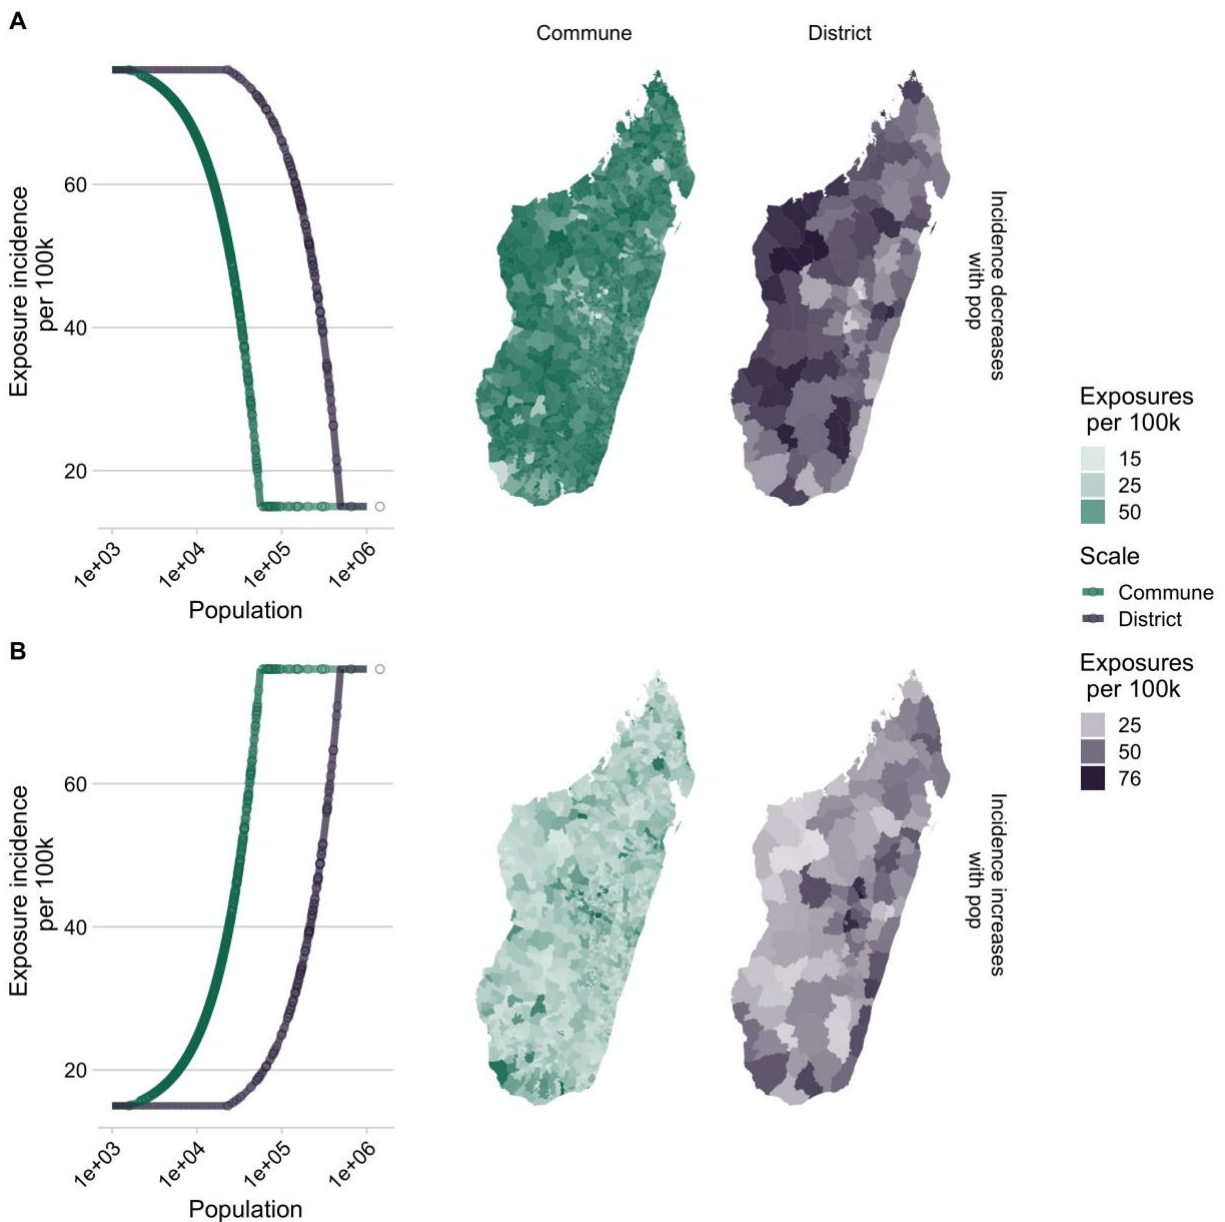 A
Commune
District
Exposure incidence
per 100k
60
40
20
1e+03
1e+04
1e+05
1e+06
Population
Incidence decreases
with pop
Exposures
per 100k
15
25
50
Scale
Commune
District
Exposures
per 100k
25
50
76
B
Exposure incidence
per 100k
60
40
20
1e+03
1e+04
1e+05
1e+06
Population
Incidence increases
with pop